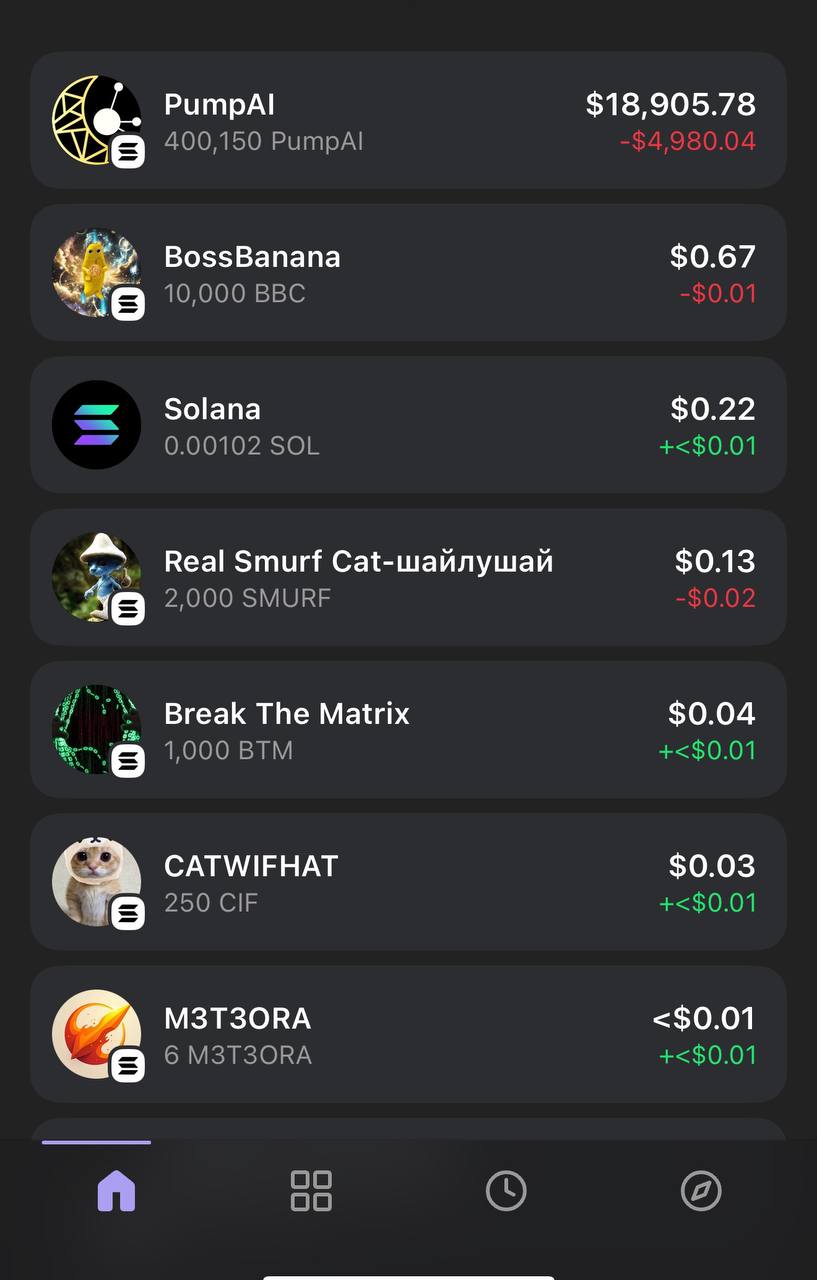 PumpAI
$18,905.78
400,150 PumpAI
-$4,980.04
BossBanana
$0.67
10,000 BBC
-$0.01
Solana
$0.22
0.00102 SOL
+<$0.01
Real Smurf Cat-шайлушай
$0.13
2,000 SMURF
-$0.02
Break The Matrix
$0.04
1,000 BTM
+<$0.01
CATWIFHAT
$0.03
250 CIF
+<$0.01
M3T3ORA
<$0.01
6 M3T3ORA
+<$0.01